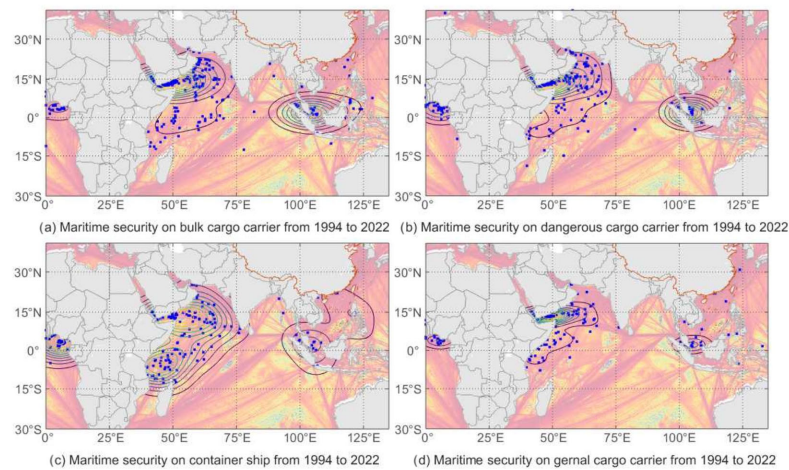 30°N
15°N
0°
15°S
30°S
0°
25°E
50°E
75°E
100°E
125°E
30°N
15°N
0°
15°S
30°S
0°
25°E
50°E
75°E
100°E
125°E
(a) Maritime security on bulk cargo carrier from 1994 to 2022
(b) Maritime security on dangerous cargo carrier from 1994 to 2022
30°N
15°N
0°
15°S
30°S
0°
25°E
50°E
75°E
100°E
125°E
30°N
15°N
0°
15°S
30°S
0°
25°E
50°E
75°E
100°E
125°E
(c) Maritime security on container ship from 1994 to 2022
(d) Maritime security on gernal cargo carrier from 1994 to 2022